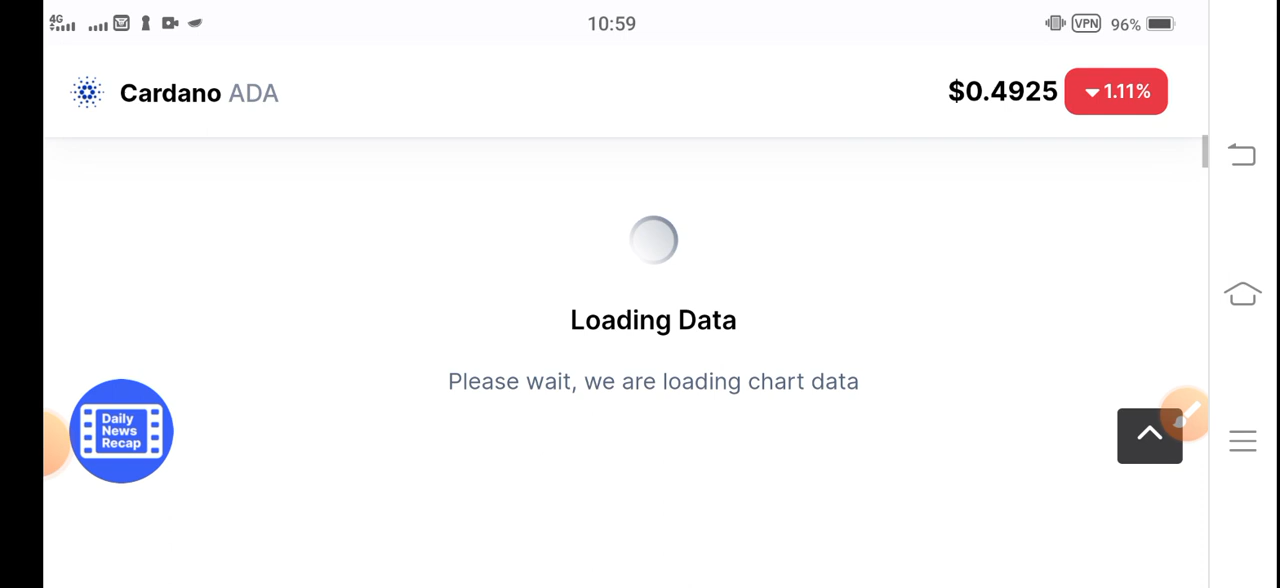 4G 10:59 VPN 96%
Cardano ADA $0.4925 1.11%
Loading Data
Please wait, we are loading chart data
Daily
News
Recap